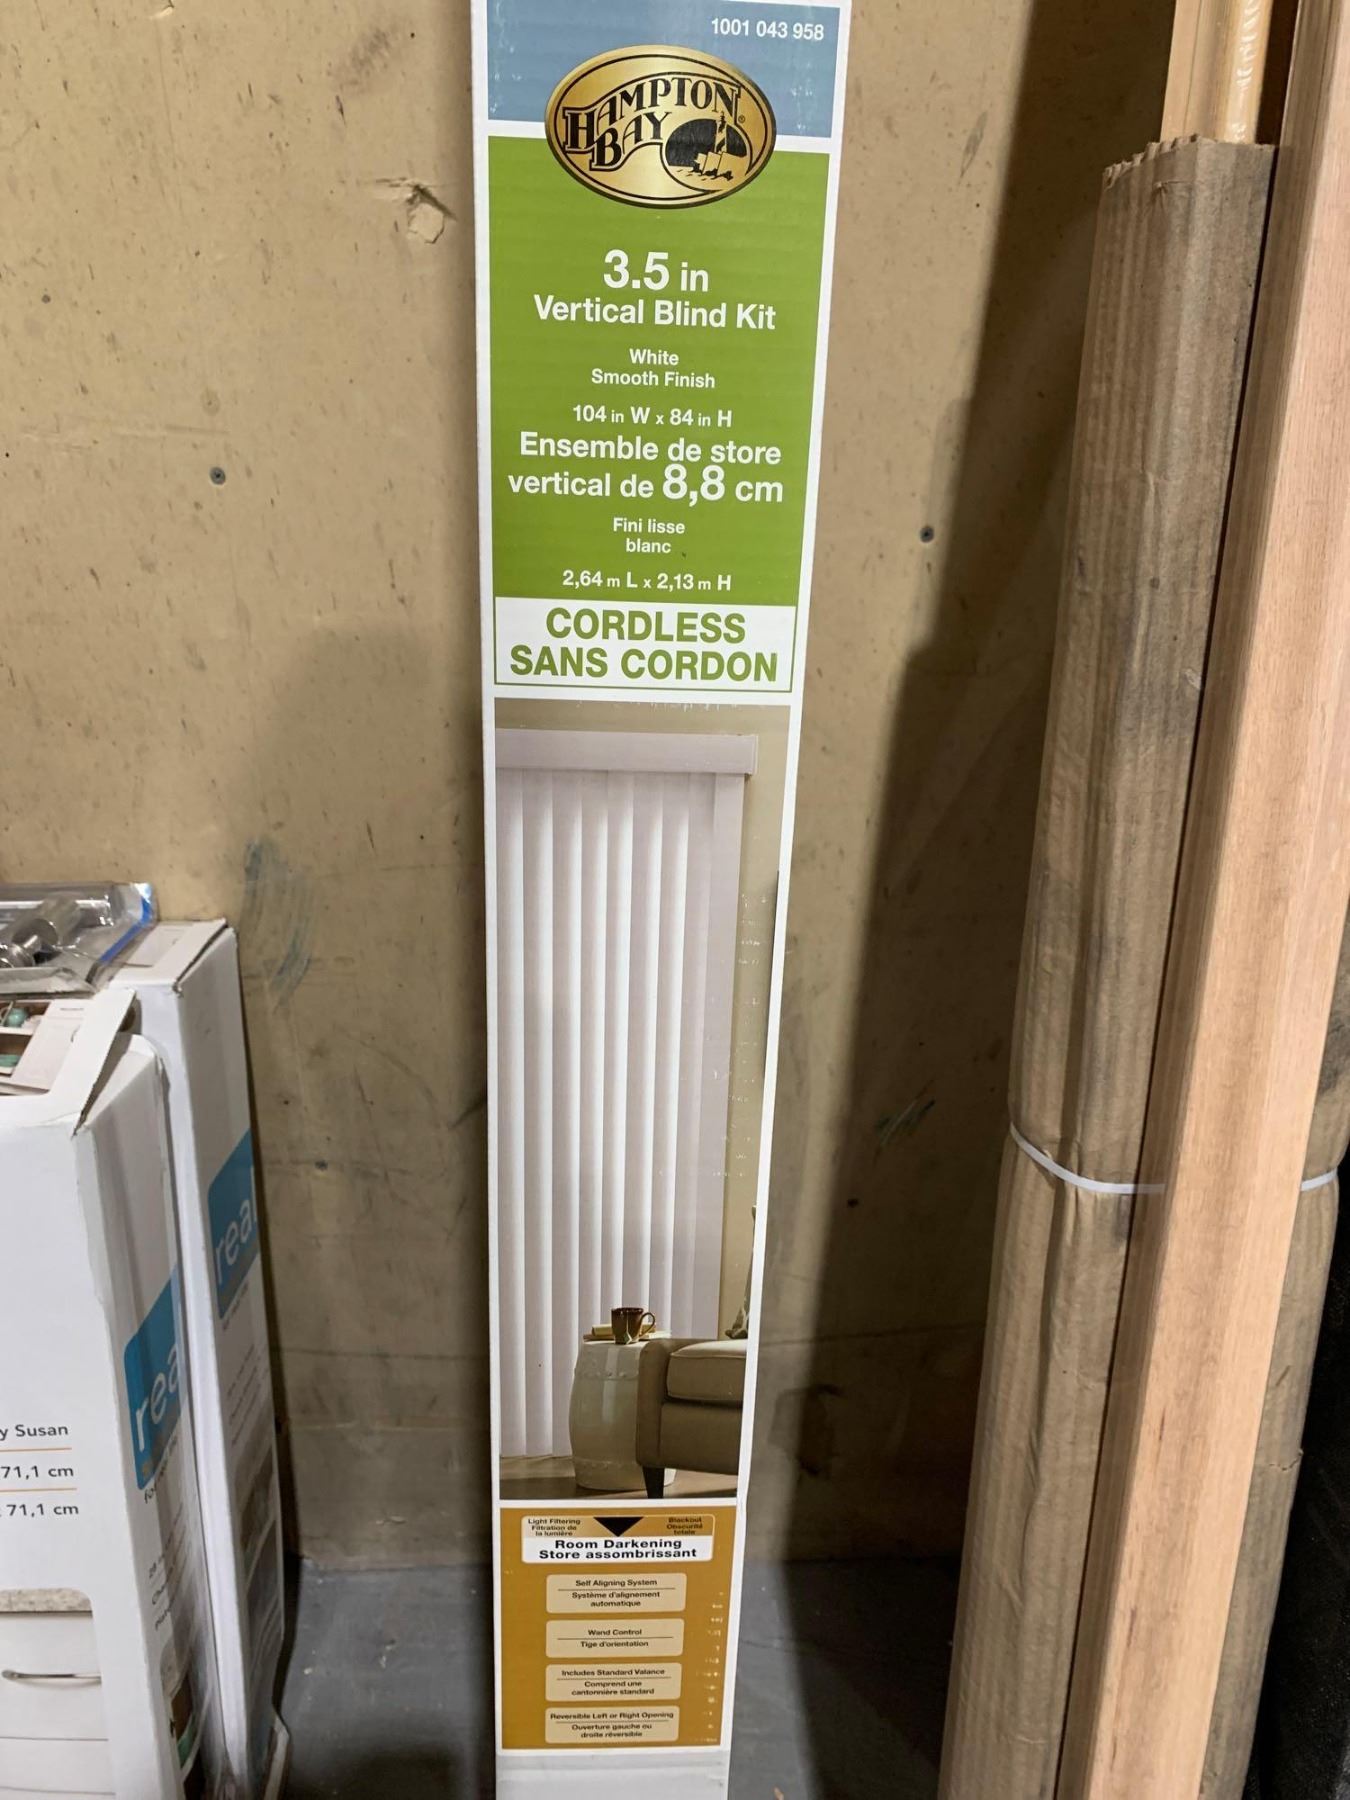 1001 043 958
HAMPTON
BAY
3.5 in
Vertical Blind Kit
White
Smooth Finish
104 in W x 84 in H
Ensemble de store
vertical de 8,8 cm
Fini lisse
blanc
2,64 m L x 2,13 m H
CORDLESS
SANS CORDON
Light Filtering
Filtration de
la lumière
Blackout
Obscurité
totale
Room Darkening
Store assombrissant
Self Aligning System
Système d'alignement
automatique
Wand Control
Tige d'orientation
Includes Standard Valance
Comprend une
cantonnière standard
Reversible Left or Right Opening
Ouverture gauche ou
droite réversible
real
rea
y Susan
71,1 cm
71,1 cm